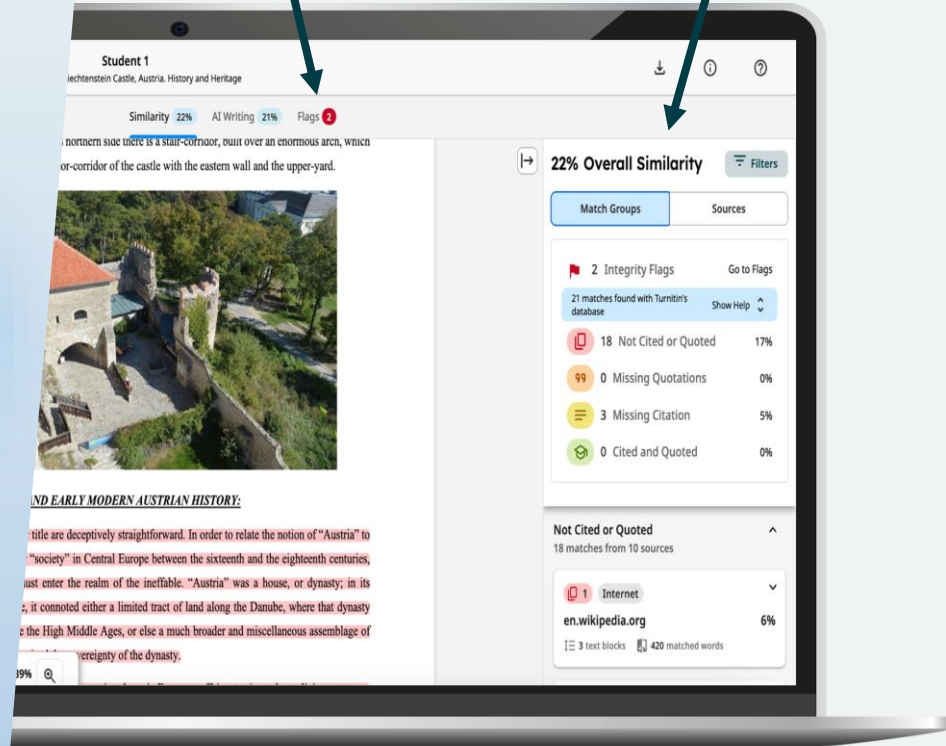 Student 1
iechtenstein Castle, Austria. History and Heritage
Similarity 22% AI Writing 21% Flags 2
northern side there is a stair-corridor, built over an enormous arch, which
or-corridor of the castle with the eastern wall and the upper-yard.
ND EARLY MODERN AUSTRIAN HISTORY:
title are deceptively straightforward. In order to relate the notion of “Austria” to
“society” in Central Europe between the sixteenth and the eighteenth centuries,
ust enter the realm of the ineffable. “Austria” was a house, or dynasty; in its
, it connoted either a limited tract of land along the Danube, where that dynasty
e the High Middle Ages, or else a much broader and miscellaneous assemblage of
vereignty of the dynasty.
39%
22% Overall Similarity
Filters
Match Groups Sources
2 Integrity Flags Go to Flags
21 matches found with Turnitin's
database
Show Help
18 Not Cited or Quoted 17%
0 Missing Quotations 0%
3 Missing Citation 5%
0 Cited and Quoted 0%
Not Cited or Quoted
18 matches from 10 sources
1 Internet
en.wikipedia.org 6%
3 text blocks 420 matched words